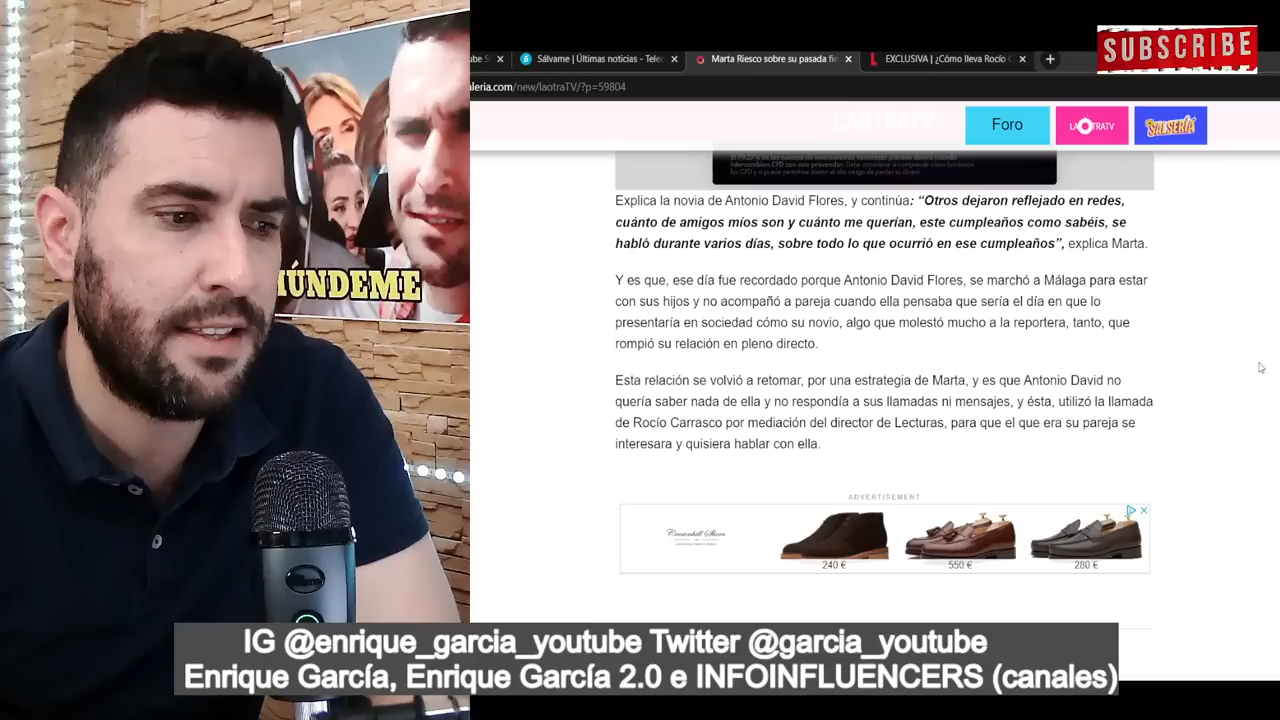 SUBSCRIBE
Sálvame | Últimas noticias - Tele
Marta Riesco sobre su pasada fie
EXCLUSIVA | ¿Cómo lleva Rocío C
aleria.com/new/laotraTV/?p=59804
LAOTRATV
Foro
LAOTRATV
SALSERÍA
Explica la novia de Antonio David Flores, y continúa: “Otros dejaron reflejado en redes,
cuánto de amigos míos son y cuánto me querían, este cumpleaños como sabéis, se
habló durante varios días, sobre todo lo que ocurrió en ese cumpleaños”, explica Marta.
Y es que, ese día fue recordado porque Antonio David Flores, se marchó a Málaga para estar
con sus hijos y no acompañó a pareja cuando ella pensaba que sería el día en que lo
presentaría en sociedad cómo su novio, algo que molestó mucho a la reportera, tanto, que
rompió su relación en pleno directo.
Esta relación se volvió a retomar, por una estrategia de Marta, y es que Antonio David no
quería saber nada de ella y no respondía a sus llamadas ni mensajes, y ésta, utilizó la llamada
de Rocío Carrasco por mediación del director de Lecturas, para que el que era su pareja se
interesara y quisiera hablar con ella.
ADVERTISEMENT
240 €
550 €
280 €
ÚNDEME
IG @enrique_garcia_youtube Twitter @garcia_youtube
Enrique García, Enrique García 2.0 e INFOINFLUENCERS (canales)